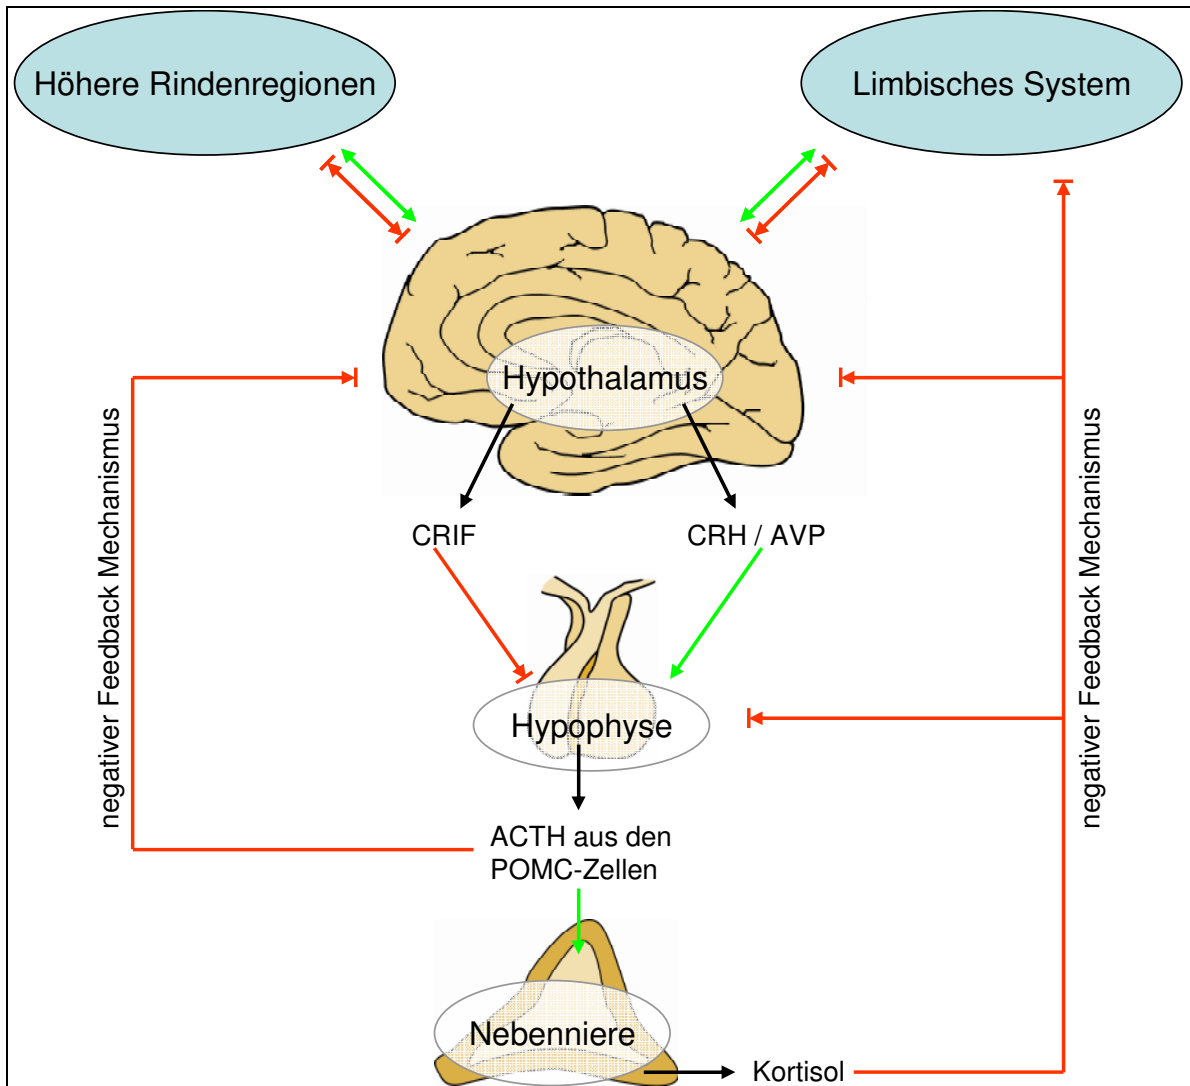 Höhere Rindenregionen
Limbisches System
Hypothalamus
negativer Feedback Mechanismus
negativer Feedback Mechanismus
CRIF
CRH / AVP
Hypophyse
ACTH aus den
POMC-Zellen
Nebenniere
Kortisol